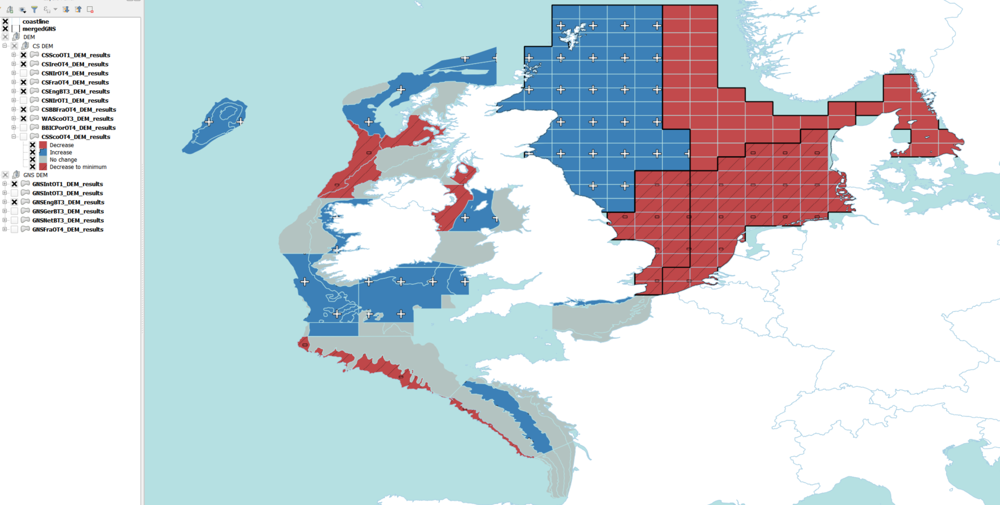 coastline
mergedGNS
DEM
CS DEM
CSScoOT1_DEM_results
CSIreOT4_DEM_results
CSNIrOT4_DEM_results
CSFraOT4_DEM_results
CSEngBT3_DEM_results
CSNIrOT1_DEM_results
CSBBFraOT4_DEM_results
WAScoOT3_DEM_results
BBICPorOT4_DEM_results
CSScoOT4_DEM_results
Decrease
Increase
No change
Decrease to minimum
GNS DEM
GNSIntOT1_DEM_results
GNSIntOT3_DEM_results
GNSEngBT3_DEM_results
GNSGerBT3_DEM_results
GNSNetBT3_DEM_results
GNSFraOT4_DEM_results